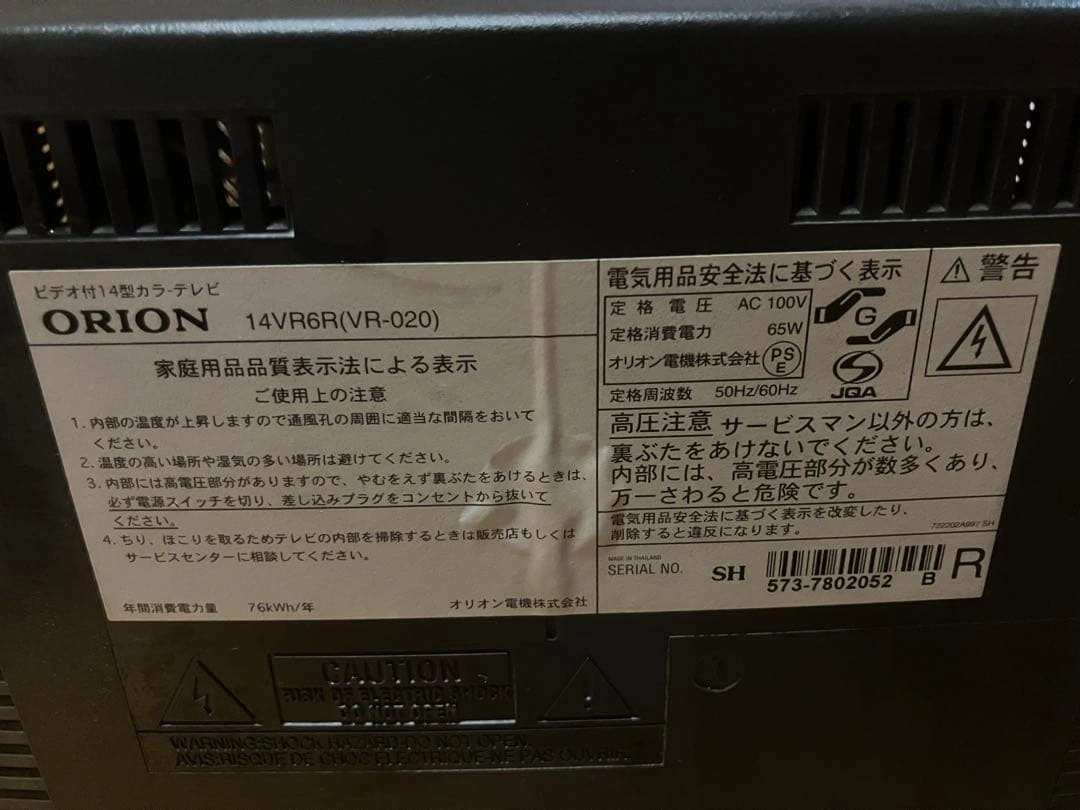 ビデオ付14型カラ-テレビ
ORION 14VR6R(VR-020)
家庭用品品質表示法による表示
ご使用上の注意
1. 内部の温度が上昇しますので通風孔の周囲に適当な間隔をおいて
ください。
2. 温度の高い場所や湿気の多い場所は避けてください。
3. 内部には高電圧部分がありますので、やむをえず裏ぶたをあけるときは、
必ず電源スイッチを切り、差し込みプラグをコンセントから抜いて
ください。
4. ちり、ほこりを取るためテレビの内部を掃除するときは販売店もしくは
サービスセンターに相談してください。
年間消費電力量 76kWh/年 オリオン電機株式会社
電気用品安全法に基づく表示
定格電圧 AC 100V
定格消費電力 65W
オリオン電機株式会社 PSE
定格周波数 50Hz/60Hz
G
JQA
警告
高圧注意 サービスマン以外の方は、
裏ぶたをあけないでください。
内部には、高電圧部分が数多くあり、
万一さわると危険です。
電気用品安全法に基づく表示を改変したり、
削除すると違反になります。
722202A997 SH
MADE IN THAILAND
SERIAL NO. SH 573-7802052 B R
CAUTION
RISK OF ELECTRIC SHOCK
DO NOT OPEN
WARNING:SHOCK HAZARD-DO NOT OPEN
AVIS:RISQUE DE CHOC ELECTRIQUE-NE PAS OUVRIR.